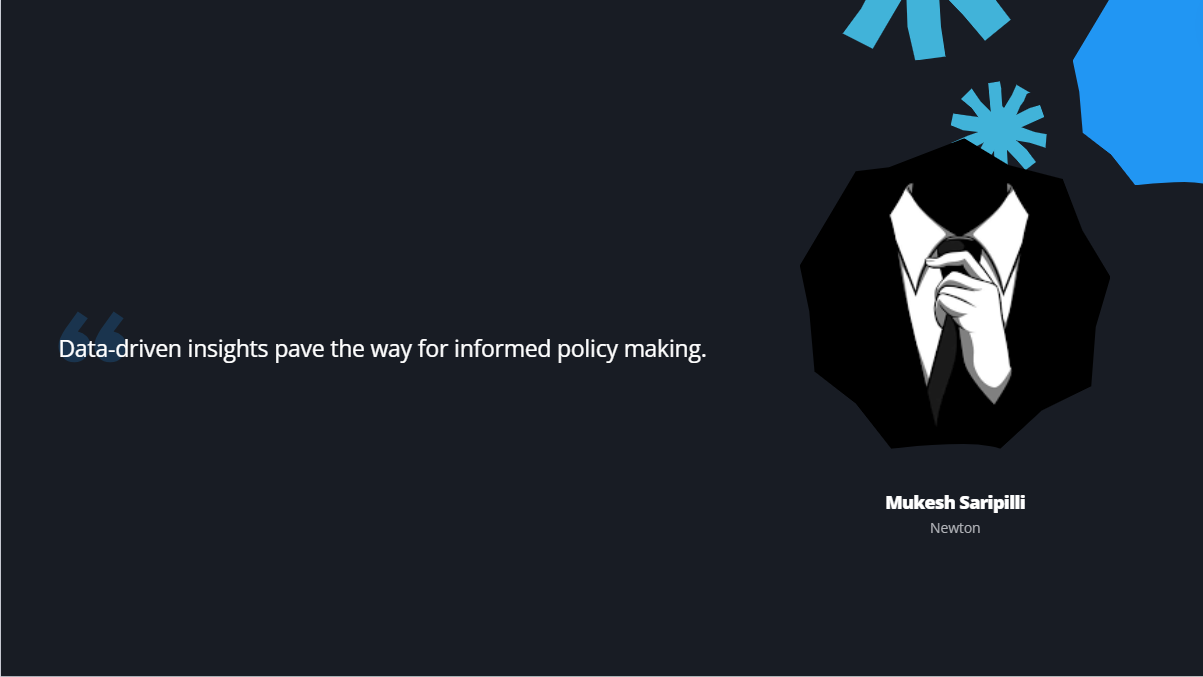 Data-driven insights pave the way for informed policy making.
Mukesh Saripilli
Newton